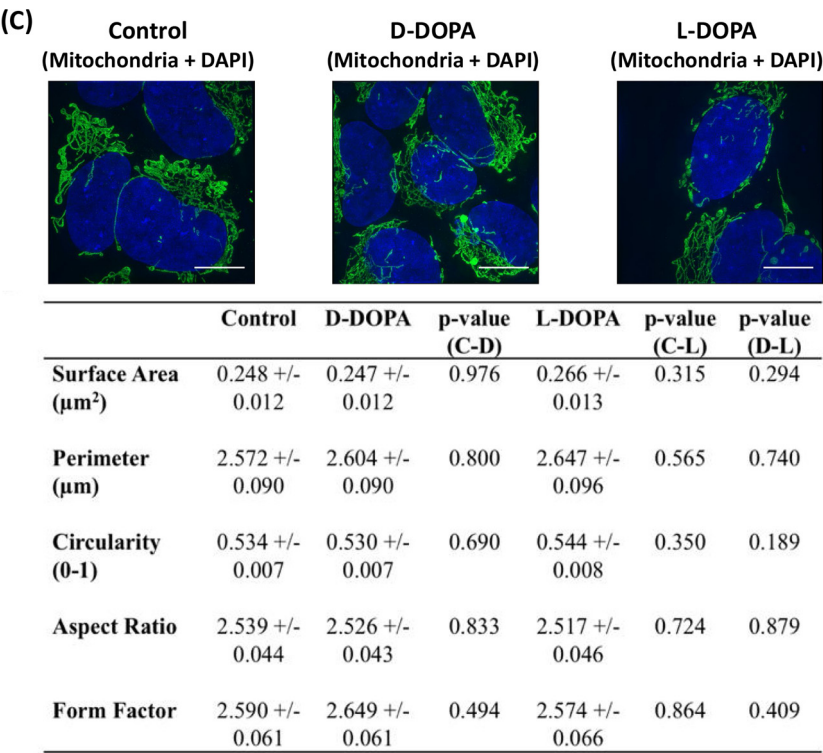 (C)
Control
(Mitochondria + DAPI)
D-DOPA
(Mitochondria + DAPI)
L-DOPA
(Mitochondria + DAPI)
Control D-DOPA p-value (C-D) L-DOPA p-value (C-L) p-value (D-L)
Surface Area (µm²) 0.248 +/- 0.012 0.247 +/- 0.012 0.976 0.266 +/- 0.013 0.315 0.294
Perimeter (µm) 2.572 +/- 0.090 2.604 +/- 0.090 0.800 2.647 +/- 0.096 0.565 0.740
Circularity (0-1) 0.534 +/- 0.007 0.530 +/- 0.007 0.690 0.544 +/- 0.008 0.350 0.189
Aspect Ratio 2.539 +/- 0.044 2.526 +/- 0.043 0.833 2.517 +/- 0.046 0.724 0.879
Form Factor 2.590 +/- 0.061 2.649 +/- 0.061 0.494 2.574 +/- 0.066 0.864 0.409